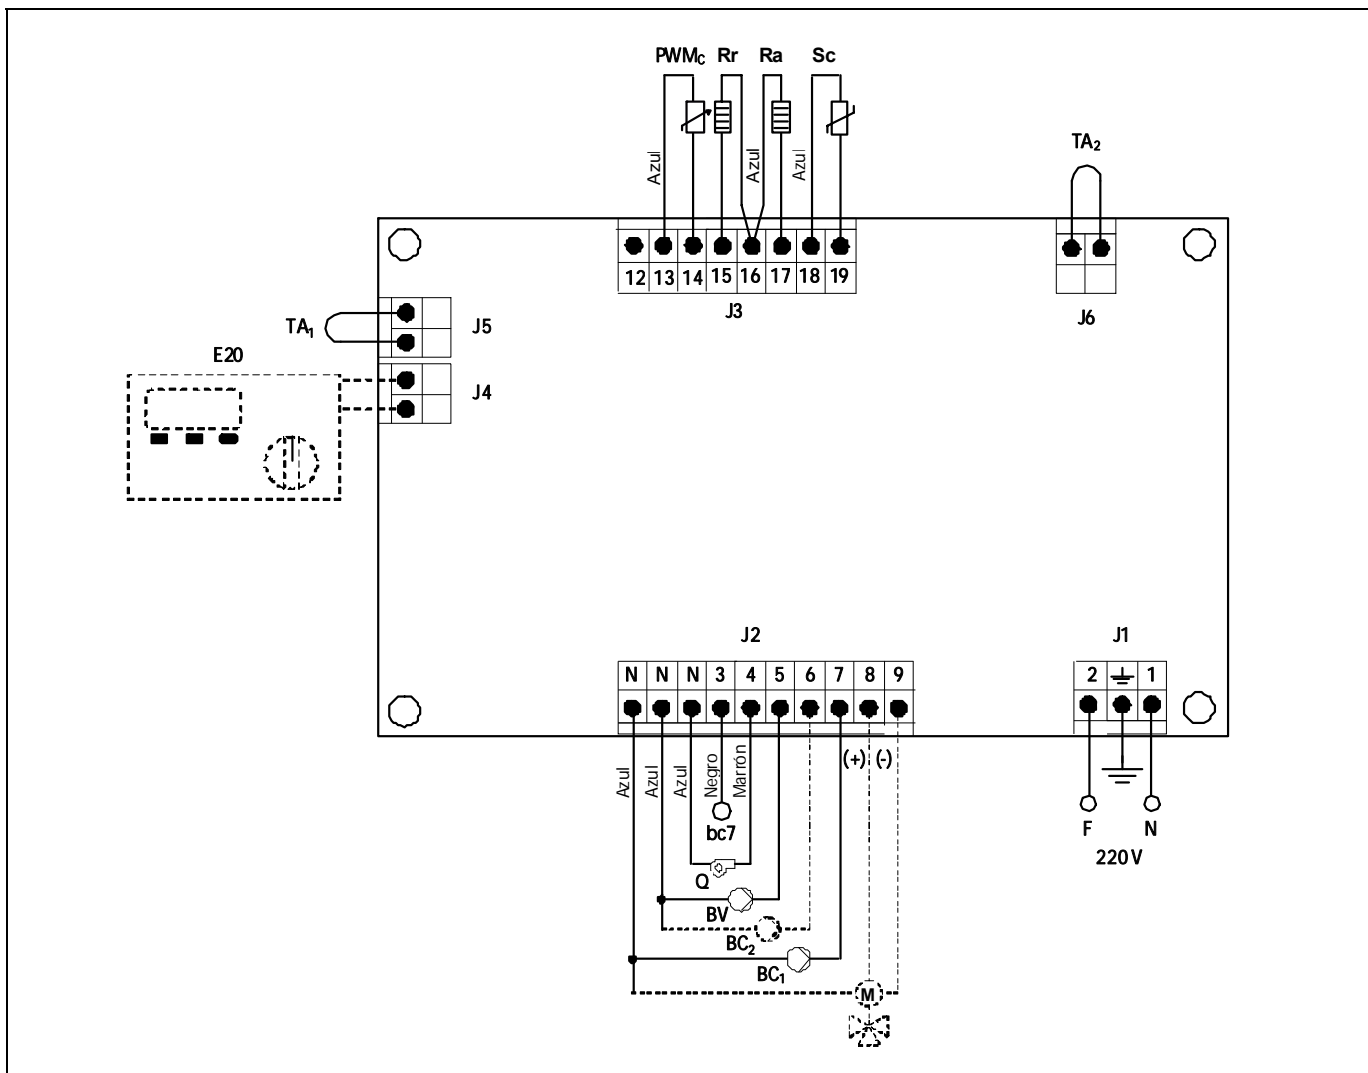 PWMC Rr Ra Sc
Azul Azul Azul
TA2
12 13 14 15 16 17 18 19
J3
J6
TA1
J5
E20
J4
J2
J1
N N N 3 4 5 6 7 8 9
2 1
Azul Azul Azul Negro Marrón
(+) (-)
bc7
F N
220 V
Q
BV
BC2
BC1
M